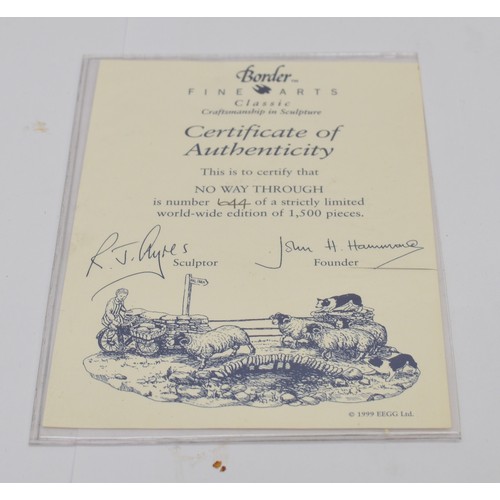 Border™
FINE ARTS
Classic
Craftsmanship in Sculpture
Certificate of
Authenticity
This is to certify that
NO WAY THROUGH
is number 644 of a strictly limited
world-wide edition of 1,500 pieces.
R. J. Ayres John H. Hammond
Sculptor Founder
© 1999 EEGG Ltd.